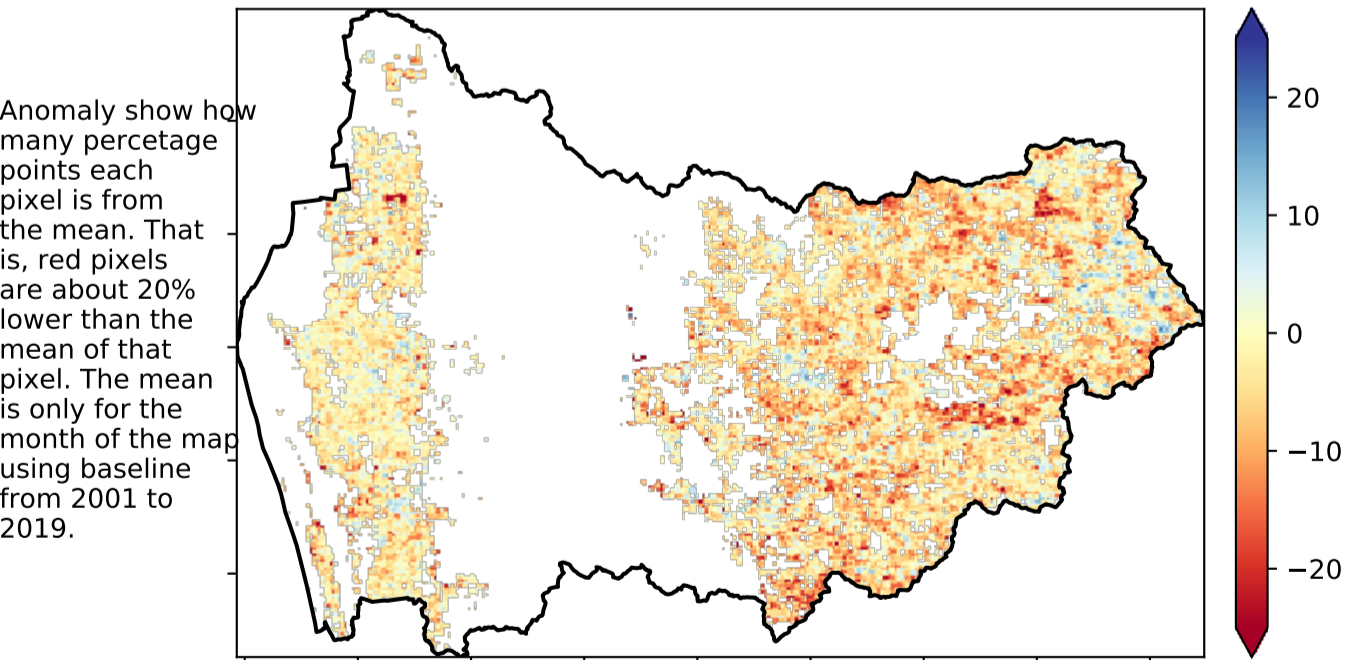 Anomaly show how
many percetage
points each
pixel is from
the mean. That
is, red pixels
are about 20%
lower than the
mean of that
pixel. The mean
is only for the
month of the map
using baseline
from 2001 to
2019.
20
10
0
−10
−20